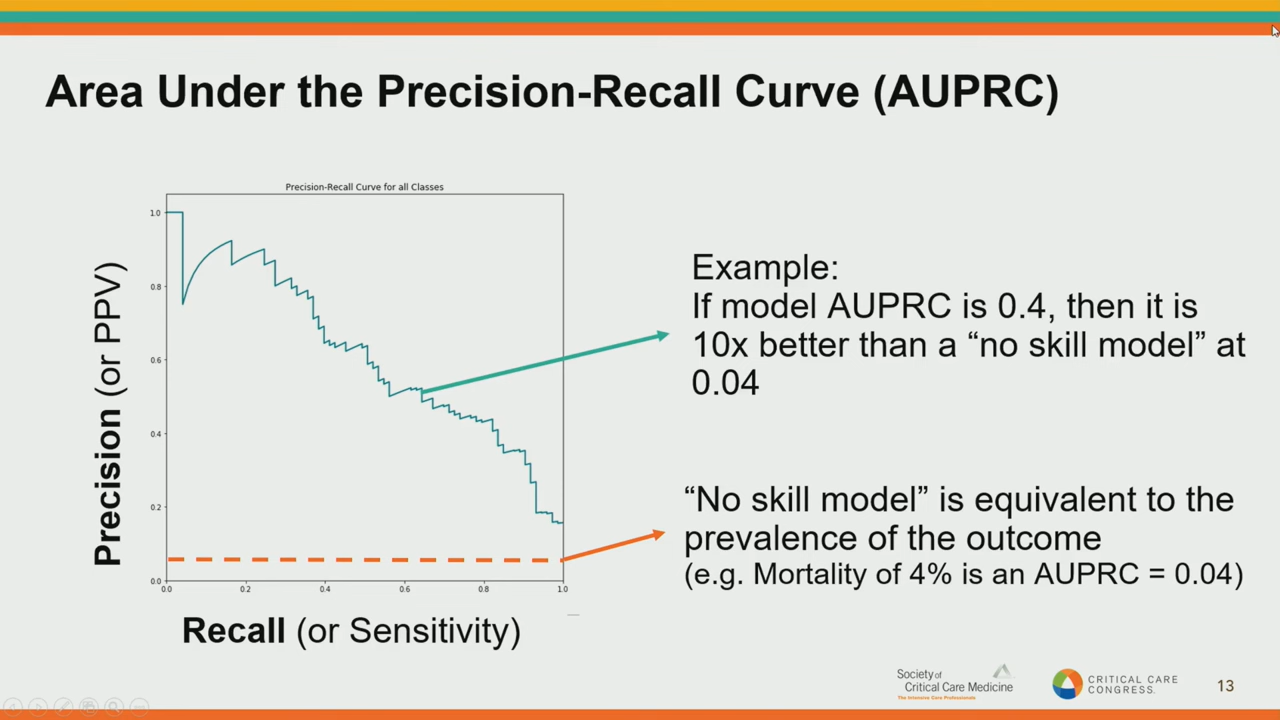 Area Under the Precision-Recall Curve (AUPRC)
Precision-Recall Curve for all Classes
Precision (or PPV)
1.0
0.8
0.6
0.4
0.2
0.0
0.0 0.2 0.4 0.6 0.8 1.0
Recall (or Sensitivity)
Example:
If model AUPRC is 0.4, then it is
10x better than a “no skill model” at
0.04
“No skill model” is equivalent to the
prevalence of the outcome
(e.g. Mortality of 4% is an AUPRC = 0.04)
Society of
Critical Care Medicine
The Intensive Care Professionals
CRITICAL CARE
CONGRESS.
13